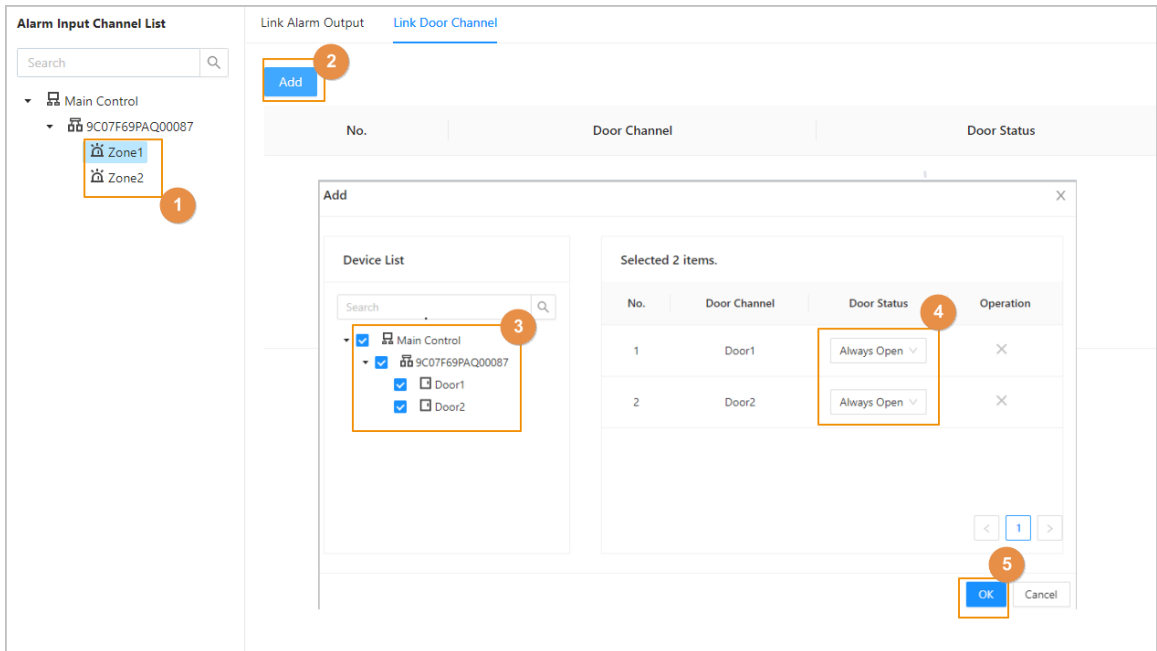 Alarm Input Channel List
Search
Main Control
9C07F69PAQ00087
Zone1
Zone2
1
Link Alarm Output Link Door Channel
2
Add
No. Door Channel Door Status
Add
Device List
Search
3
Main Control
9C07F69PAQ00087
Door1
Door2
Selected 2 items.
No. Door Channel Door Status Operation
4
1 Door1 Always Open
2 Door2 Always Open
< 1 >
5
OK Cancel